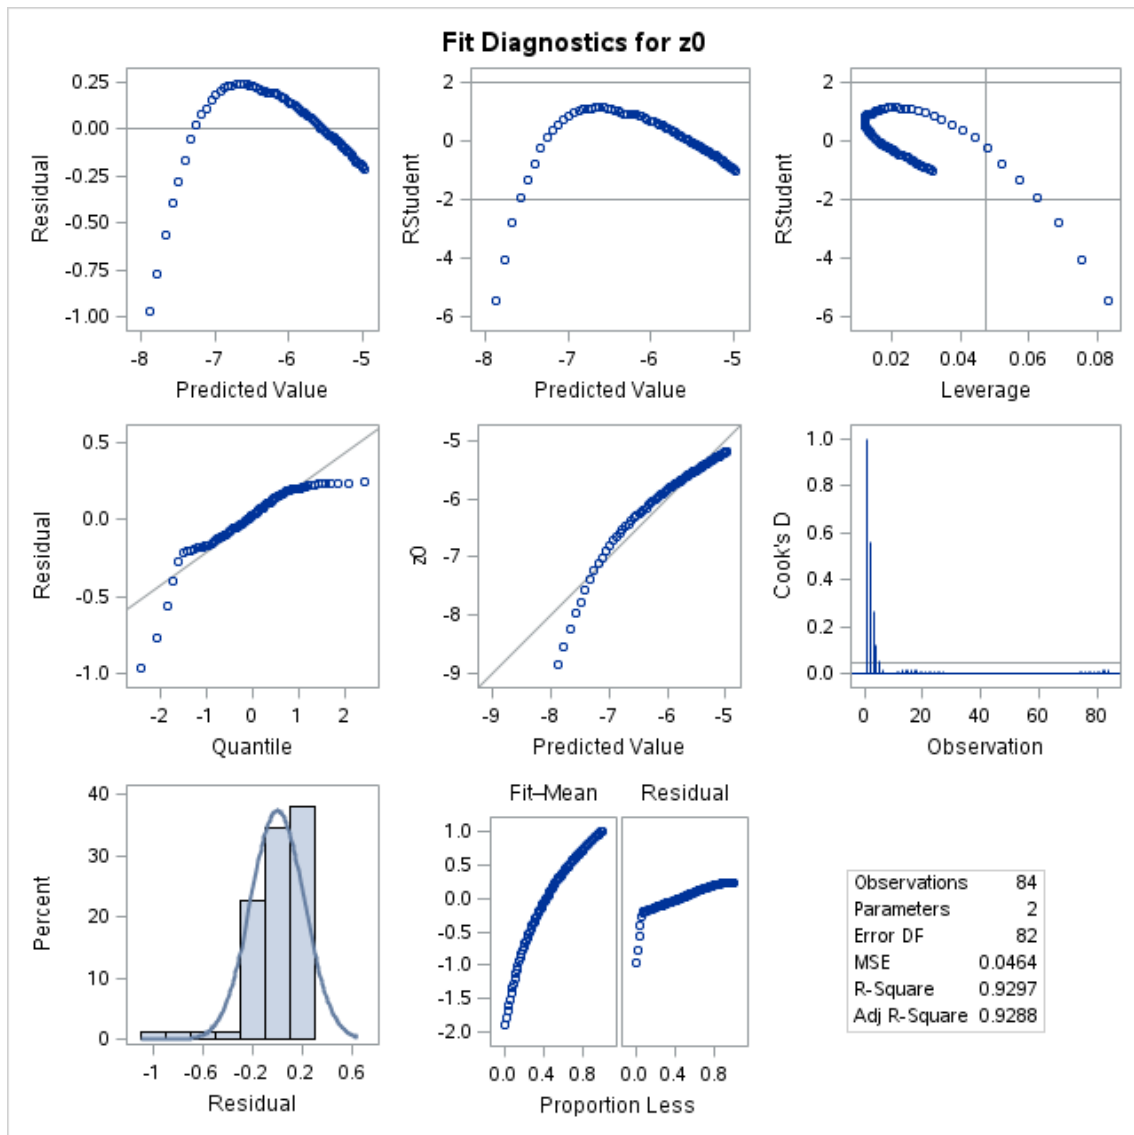 Fit Diagnostics for z0
0.25
0.00
-0.25
-0.50
-0.75
-1.00
Residual
-8 -7 -6 -5
Predicted Value
2
0
-2
-4
-6
RStudent
-8 -7 -6 -5
Predicted Value
2
0
-2
-4
-6
RStudent
0.02 0.04 0.06 0.08
Leverage
0.5
0.0
-0.5
-1.0
Residual
-2 -1 0 1 2
Quantile
-5
-6
-7
-8
-9
z0
-9 -8 -7 -6 -5
Predicted Value
1.0
0.8
0.6
0.4
0.2
0.0
Cook's D
0 20 40 60 80
Observation
40
30
20
10
0
Percent
-1 -0.6 -0.2 0.2 0.6
Residual
Fit–Mean Residual
1.0
0.5
0.0
-0.5
-1.0
-1.5
-2.0
0.0 0.4 0.8 0.0 0.4 0.8
Proportion Less
Observations 84
Parameters 2
Error DF 82
MSE 0.0464
R-Square 0.9297
Adj R-Square 0.9288